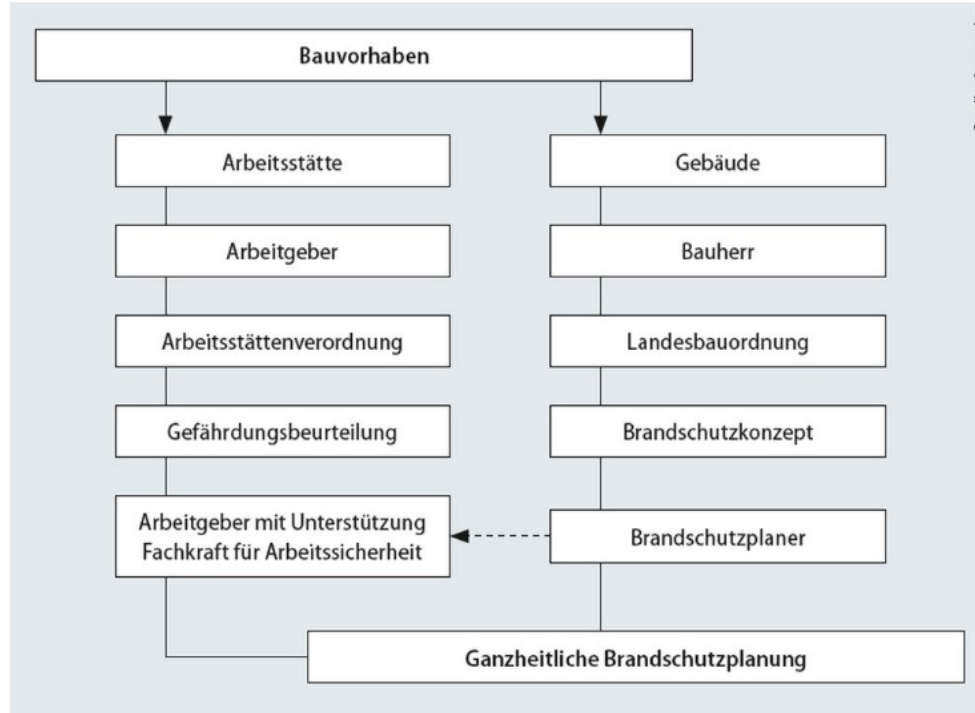 Bauvorhaben
Arbeitsstätte
Gebäude
Arbeitgeber
Bauherr
Arbeitsstättenverordnung
Landesbauordnung
Gefährdungsbeurteilung
Brandschutzkonzept
Arbeitgeber mit Unterstützung
Fachkraft für Arbeitssicherheit
Brandschutzplaner
Ganzheitliche Brandschutzplanung